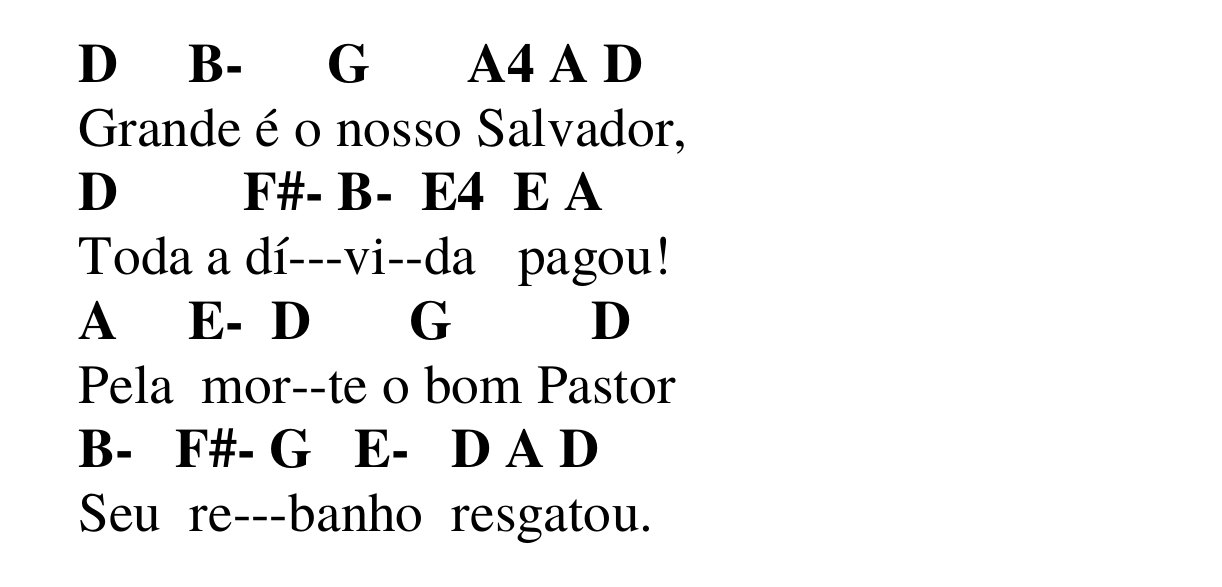 D     B-      G       A4 A D
Grande é o nosso Salvador,
D         F#- B-  E4  E A
Toda a dí---vi--da   pagou!
A     E-  D       G          D
Pela  mor--te o bom Pastor
B-   F#- G   E-   D A D
Seu  re---banho  resgatou.